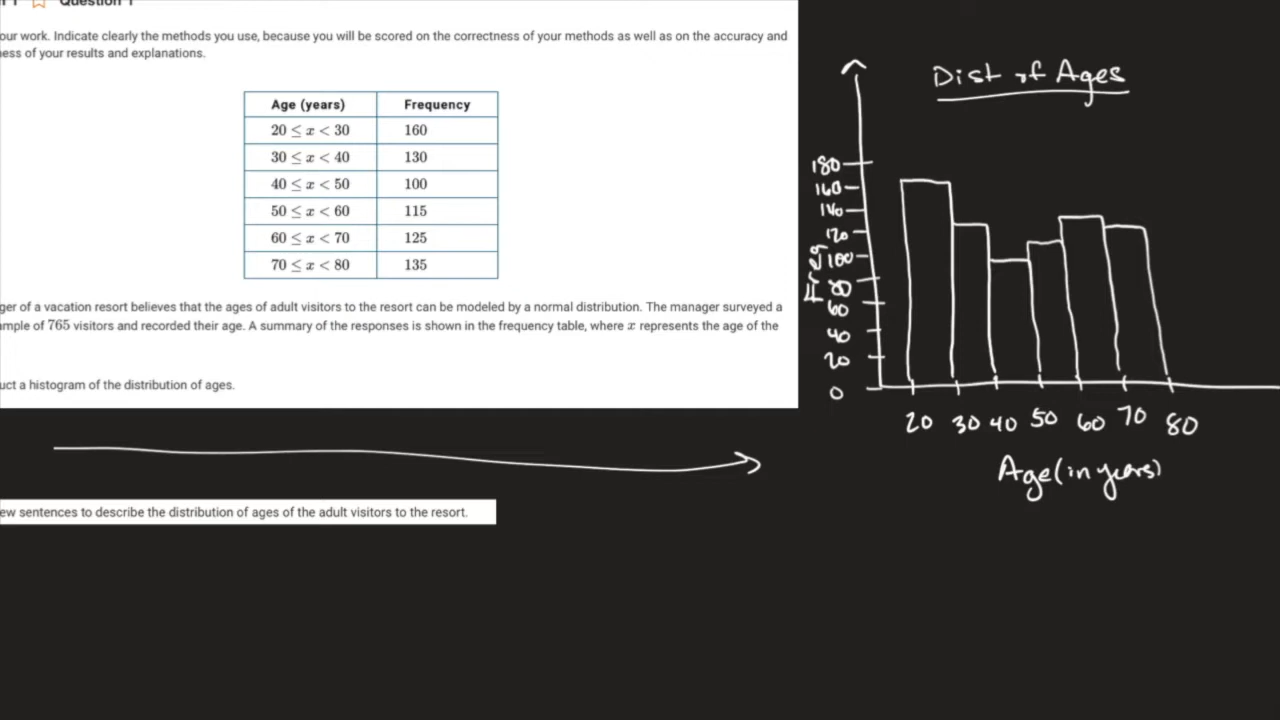 Question 1
our work. Indicate clearly the methods you use, because you will be scored on the correctness of your methods as well as on the accuracy and
ess of your results and explanations.
Age (years) Frequency
20 ≤ x < 30 160
30 ≤ x < 40 130
40 ≤ x < 50 100
50 ≤ x < 60 115
60 ≤ x < 70 125
70 ≤ x < 80 135
ger of a vacation resort believes that the ages of adult visitors to the resort can be modeled by a normal distribution. The manager surveyed a
mple of 765 visitors and recorded their age. A summary of the responses is shown in the frequency table, where x represents the age of the
uct a histogram of the distribution of ages.
ew sentences to describe the distribution of ages of the adult visitors to the resort.
Dist of Ages
Freq
180
160
140
120
100
80
60
40
20
0
20 30 40 50 60 70 80
Age (in years)